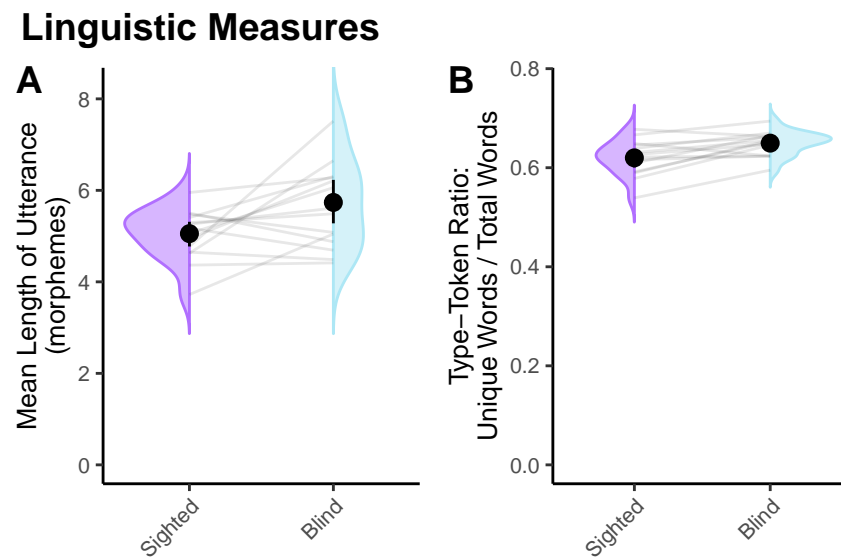 Linguistic Measures
A
Mean Length of Utterance
(morphemes)
8
6
4
2
0
Sighted
Blind
B
Type−Token Ratio:
Unique Words / Total Words
0.8
0.6
0.4
0.2
0.0
Sighted
Blind